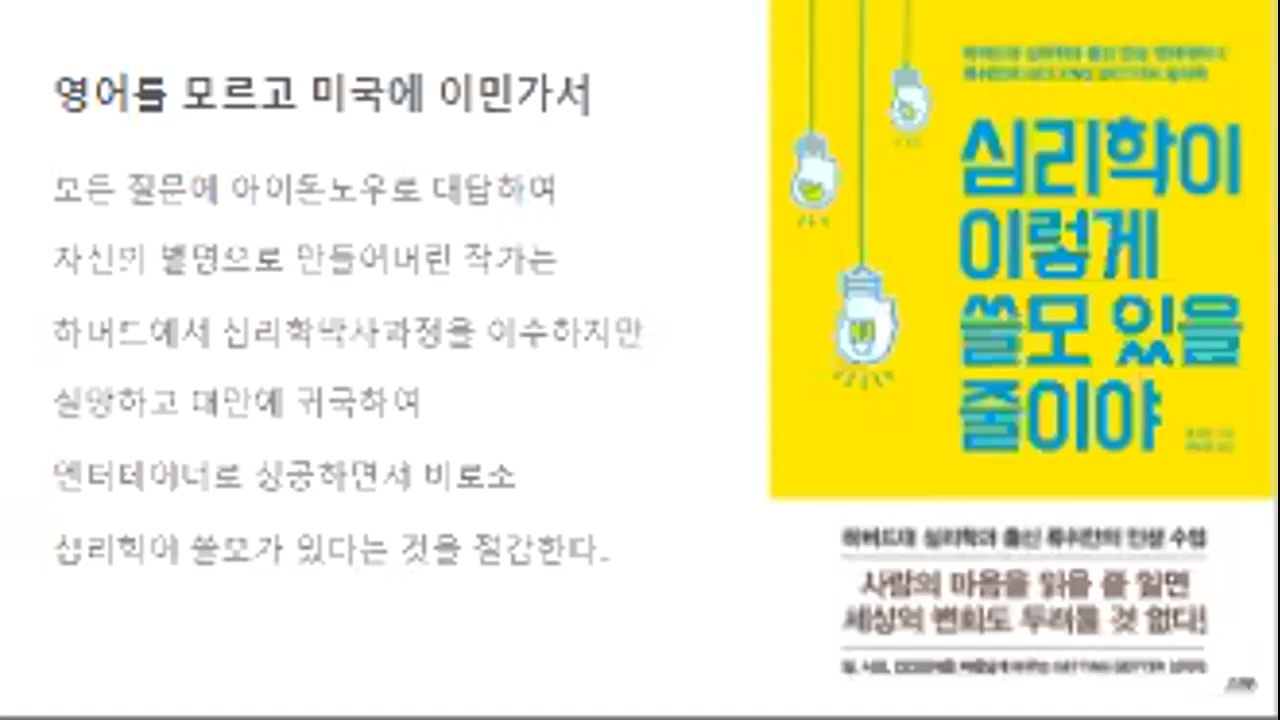 영어를 모르고 미국에 이민가서
모든 질문에 아이돈노우로 대답하여
자신의 별명으로 만들어버린 작가는
하버드에서 심리학박사과정을 이수하지만
실망하고 대만에 귀국하여
엔터테이너로 성공하면서 비로소
심리학이 쓸모가 있다는 것을 절감한다.
심리학이
이렇게
쓸모 있을
줄이야
하버드대 심리학과 출신 류쉬안의 인생 수업
사람의 마음을 읽을 줄 알면
세상의 변화도 두려울 것 없다!